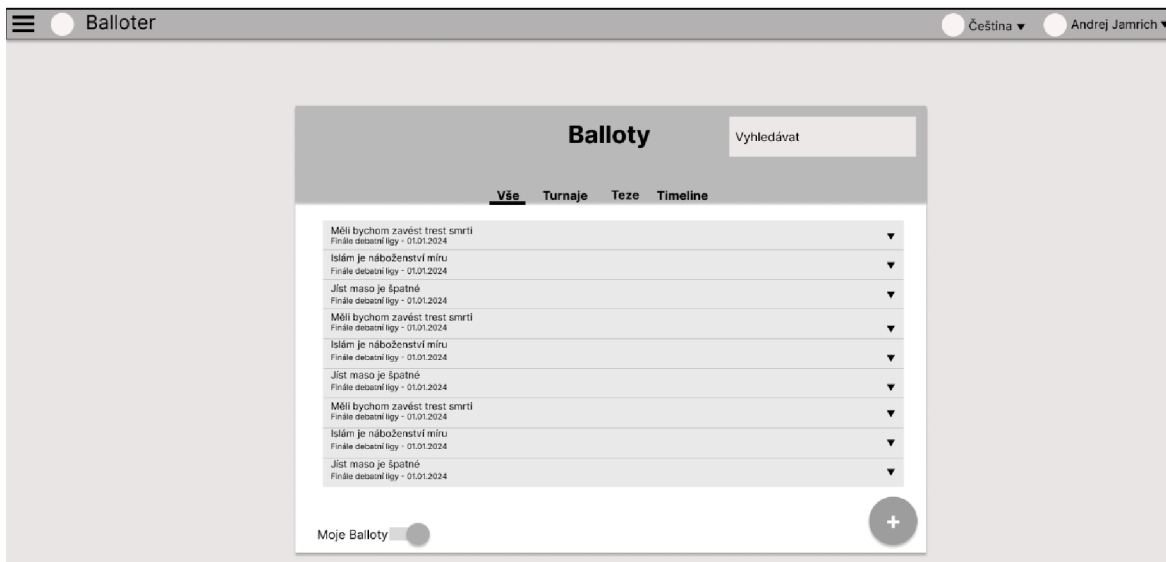 Balloter
Čeština
Andrej Jamrich
Balloty
Vyhledávat
Vše Turnaje Teze Timeline
Měli bychom zavést trest smrti
Finále debatní ligy - 01.01.2024
Islám je náboženství míru
Finále debatní ligy - 01.01.2024
Jíst maso je špatné
Finále debatní ligy - 01.01.2024
Měli bychom zavést trest smrti
Finále debatní ligy - 01.01.2024
Islám je náboženství míru
Finále debatní ligy - 01.01.2024
Jíst maso je špatné
Finále debatní ligy - 01.01.2024
Měli bychom zavést trest smrti
Finále debatní ligy - 01.01.2024
Islám je náboženství míru
Finále debatní ligy - 01.01.2024
Jíst maso je špatné
Finále debatní ligy - 01.01.2024
Moje Balloty
+